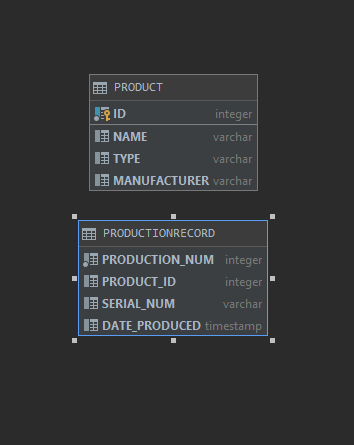 PRODUCT
ID integer
NAME varchar
TYPE varchar
MANUFACTURER varchar
PRODUCTIONRECORD
PRODUCTION_NUM integer
PRODUCT_ID integer
SERIAL_NUM varchar
DATE_PRODUCED timestamp